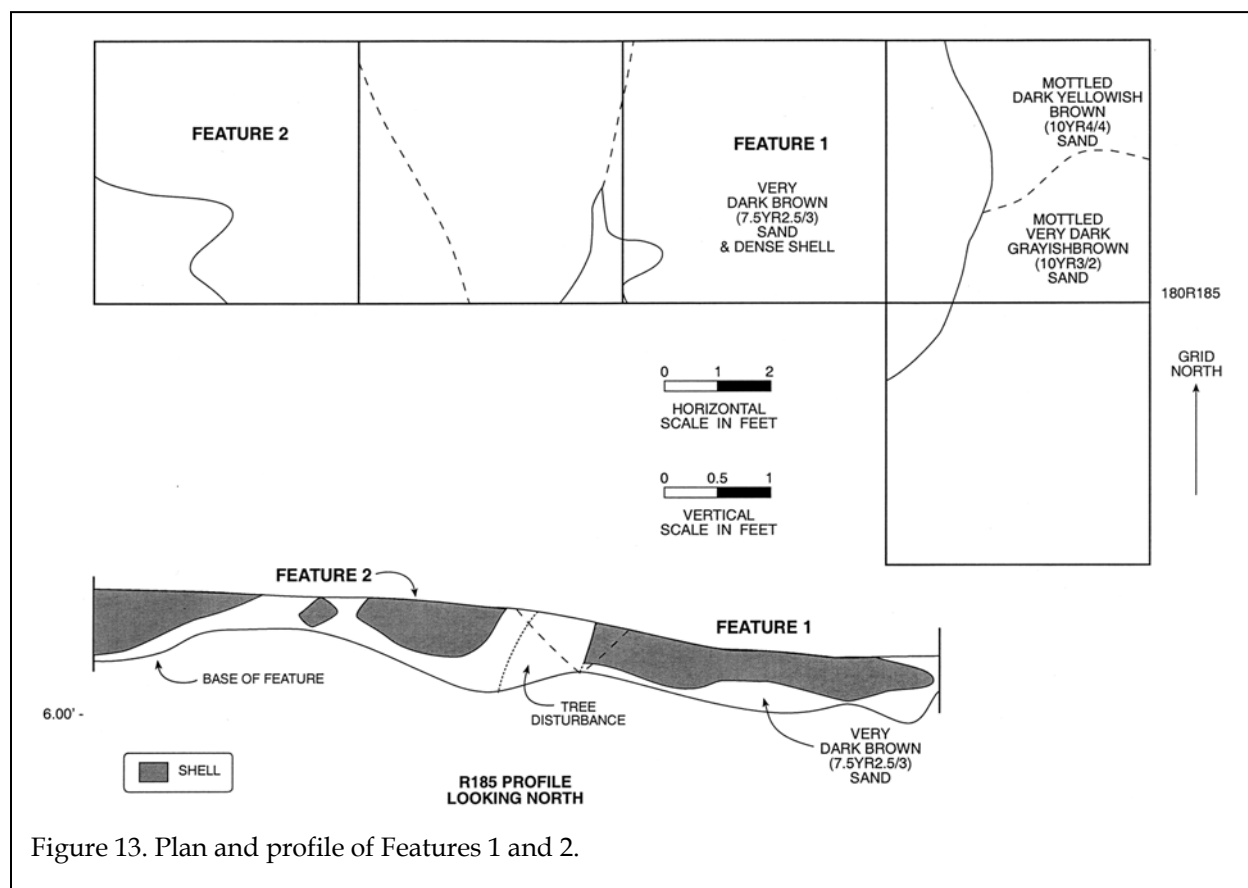 FEATURE 2
FEATURE 1
VERY
DARK BROWN
(7.5YR2.5/3)
SAND
& DENSE SHELL
MOTTLED
DARK YELLOWISH
BROWN
(10YR4/4)
SAND
MOTTLED
VERY DARK
GRAYISHBROWN
(10YR3/2)
SAND
180R185
GRID
NORTH
0 1 2
HORIZONTAL
SCALE IN FEET
0 0.5 1
VERTICAL
SCALE IN FEET
FEATURE 2
FEATURE 1
BASE OF FEATURE
TREE
DISTURBANCE
6.00' -
VERY
DARK BROWN
(7.5YR2.5/3)
SAND
SHELL
R185 PROFILE
LOOKING NORTH
Figure 13. Plan and profile of Features 1 and 2.